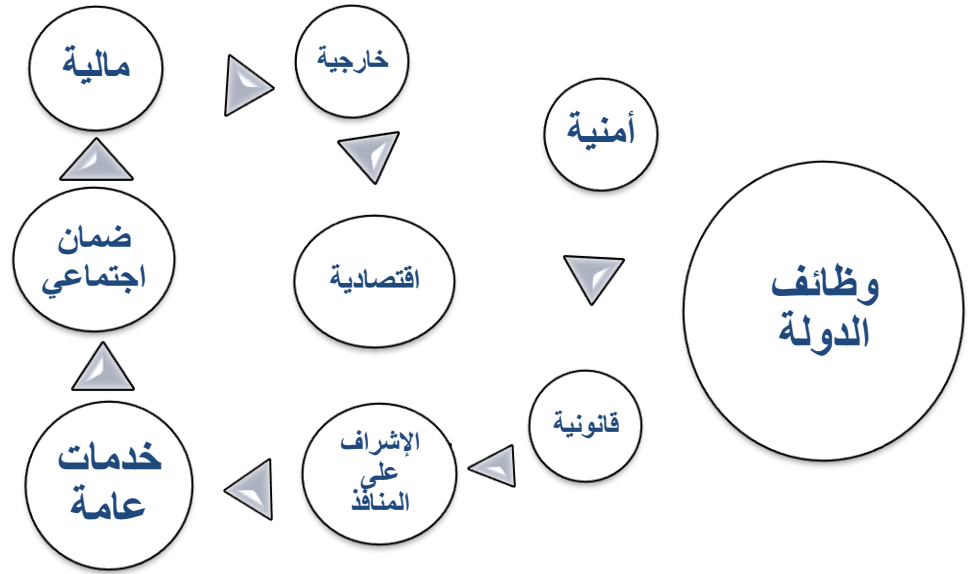 وظائف
الدولة
أمنية
قانونية
الإشراف
على
المنافذ
خدمات
عامة
ضمان
اجتماعي
مالية
خارجية
اقتصادية